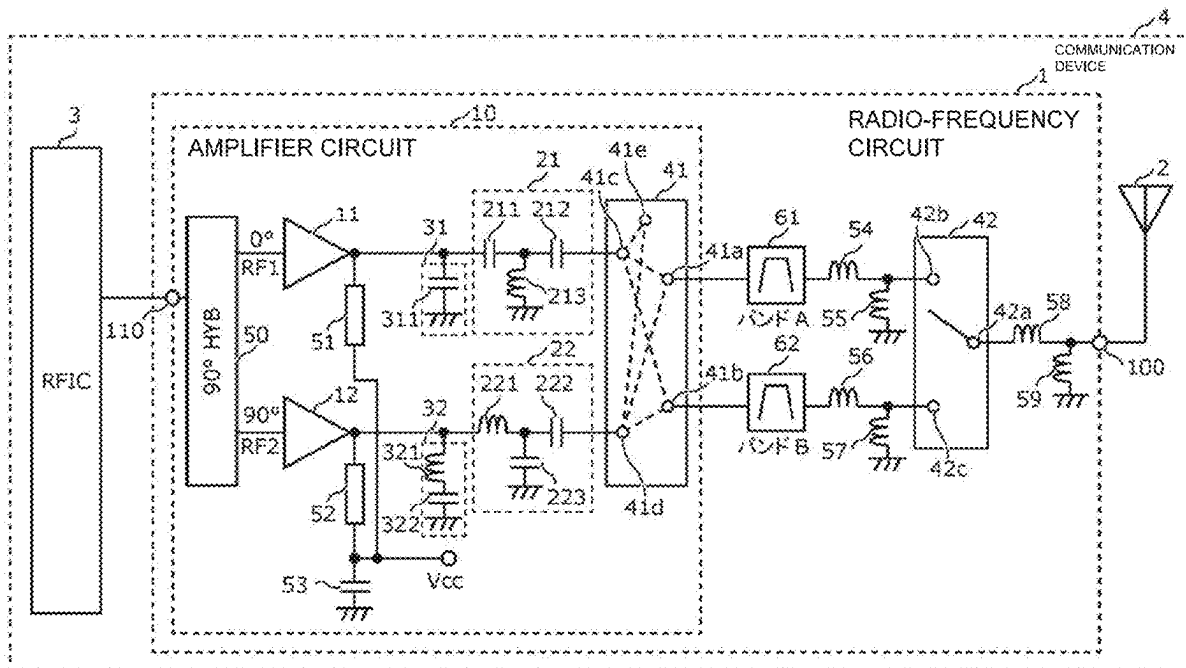 4
COMMUNICATION
DEVICE
1
3
10
RADIO-FREQUENCY
CIRCUIT
AMPLIFIER CIRCUIT
41e
41c
41
2
21
11
211
212
31
61
54
42b
42
0°
RF1
41a
213
311
110
51
バンドA
55
42a
58
22
62
56
100
RFIC
90° HYB
50
12
221
222
41b
59
90°
RF2
32
321
バンドB
57
42c
52
322
223
41d
53
Vcc